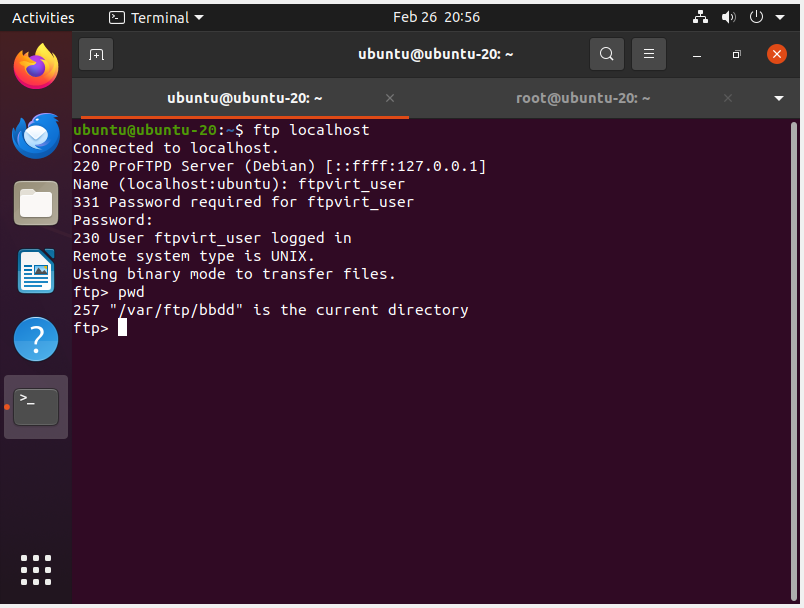 Activities Terminal Feb 26 20:56
ubuntu@ubuntu-20: ~
ubuntu@ubuntu-20: ~ root@ubuntu-20: ~
ubuntu@ubuntu-20:~$ ftp localhost
Connected to localhost.
220 ProFTPD Server (Debian) [::ffff:127.0.0.1]
Name (localhost:ubuntu): ftpvirt_user
331 Password required for ftpvirt_user
Password:
230 User ftpvirt_user logged in
Remote system type is UNIX.
Using binary mode to transfer files.
ftp> pwd
257 "/var/ftp/bbdd" is the current directory
ftp>